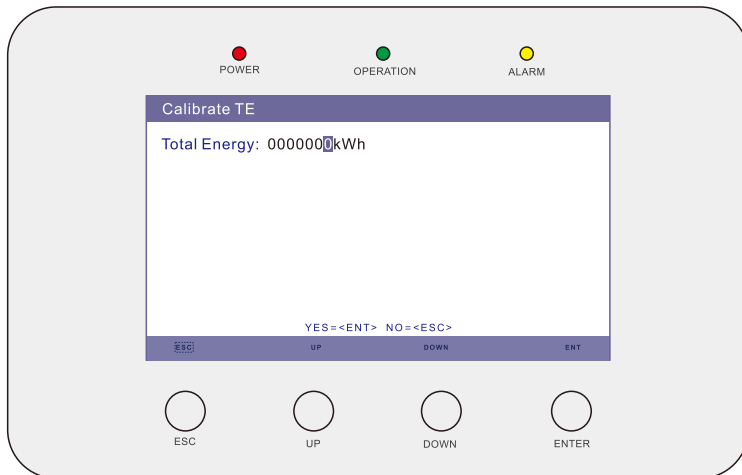 POWER OPERATION ALARM
Calibrate TE
Total Energy: 0000000kWh
YES=<ENT> NO=<ESC>
ESC UP DOWN ENT
ESC UP DOWN ENTER